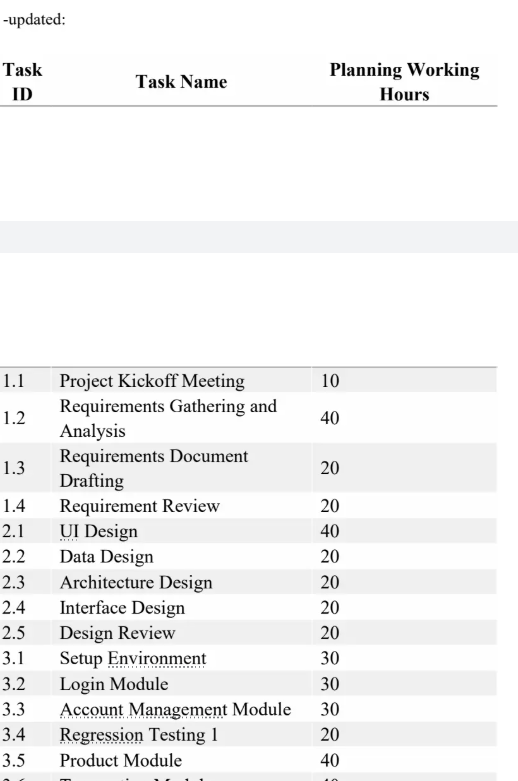 -updated:
Task Planning Working
Task Name
ID Hours
1.1 Project Kickoff Meeting 10
Requirements Gathering and
1.2 40
Analysis
Requirements Document
1.3 20
Drafting
1.4 Requirement Review 20
2.1 UI Design 40
2.2 Data Design 20
2.3 Architecture Design 20
2.4 Interface Design 20
2.5 Design Review 20
3.1 Setup Environment 30
3.2 Login Module 30
3.3 Account Management Module 30
3.4 Regression Testing 1 20
3.5 Product Module 40